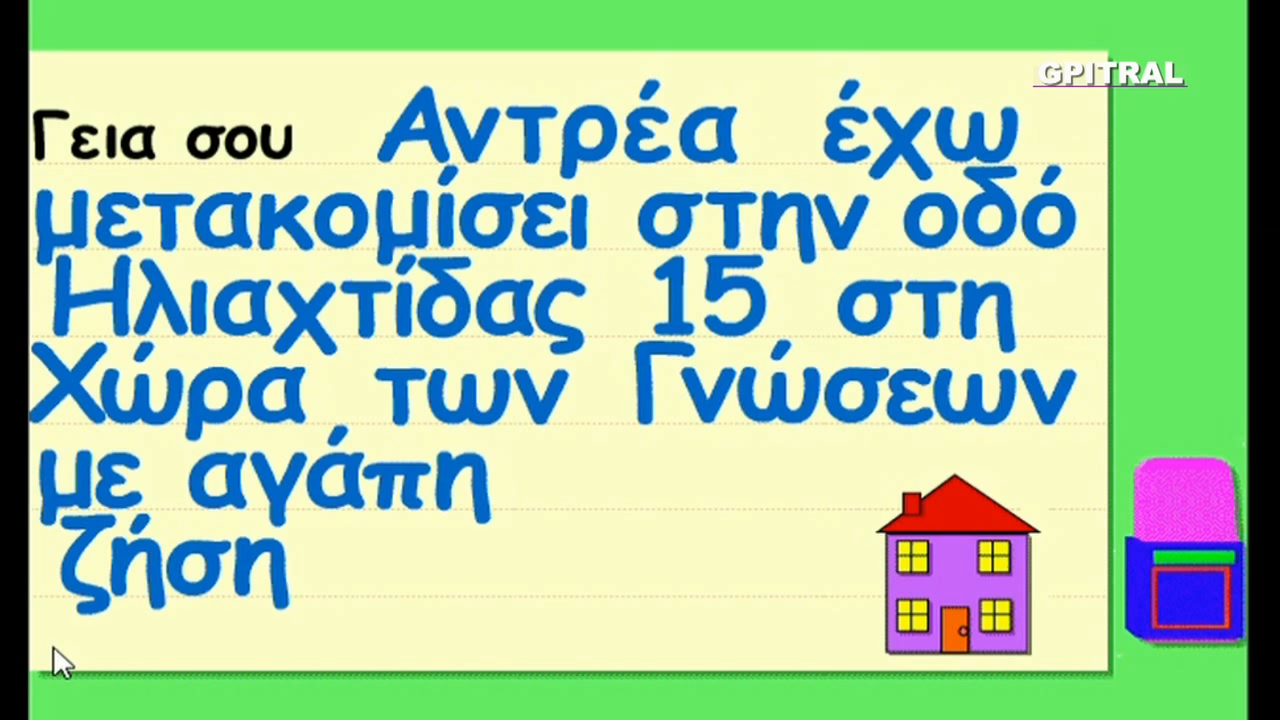 GPITRAL
Γεια σου Αντρέα έχω
μετακομίσει στην οδό
Ηλιαχτίδας 15 στη
Χώρα των Γνώσεων
με αγάπη
ζήση